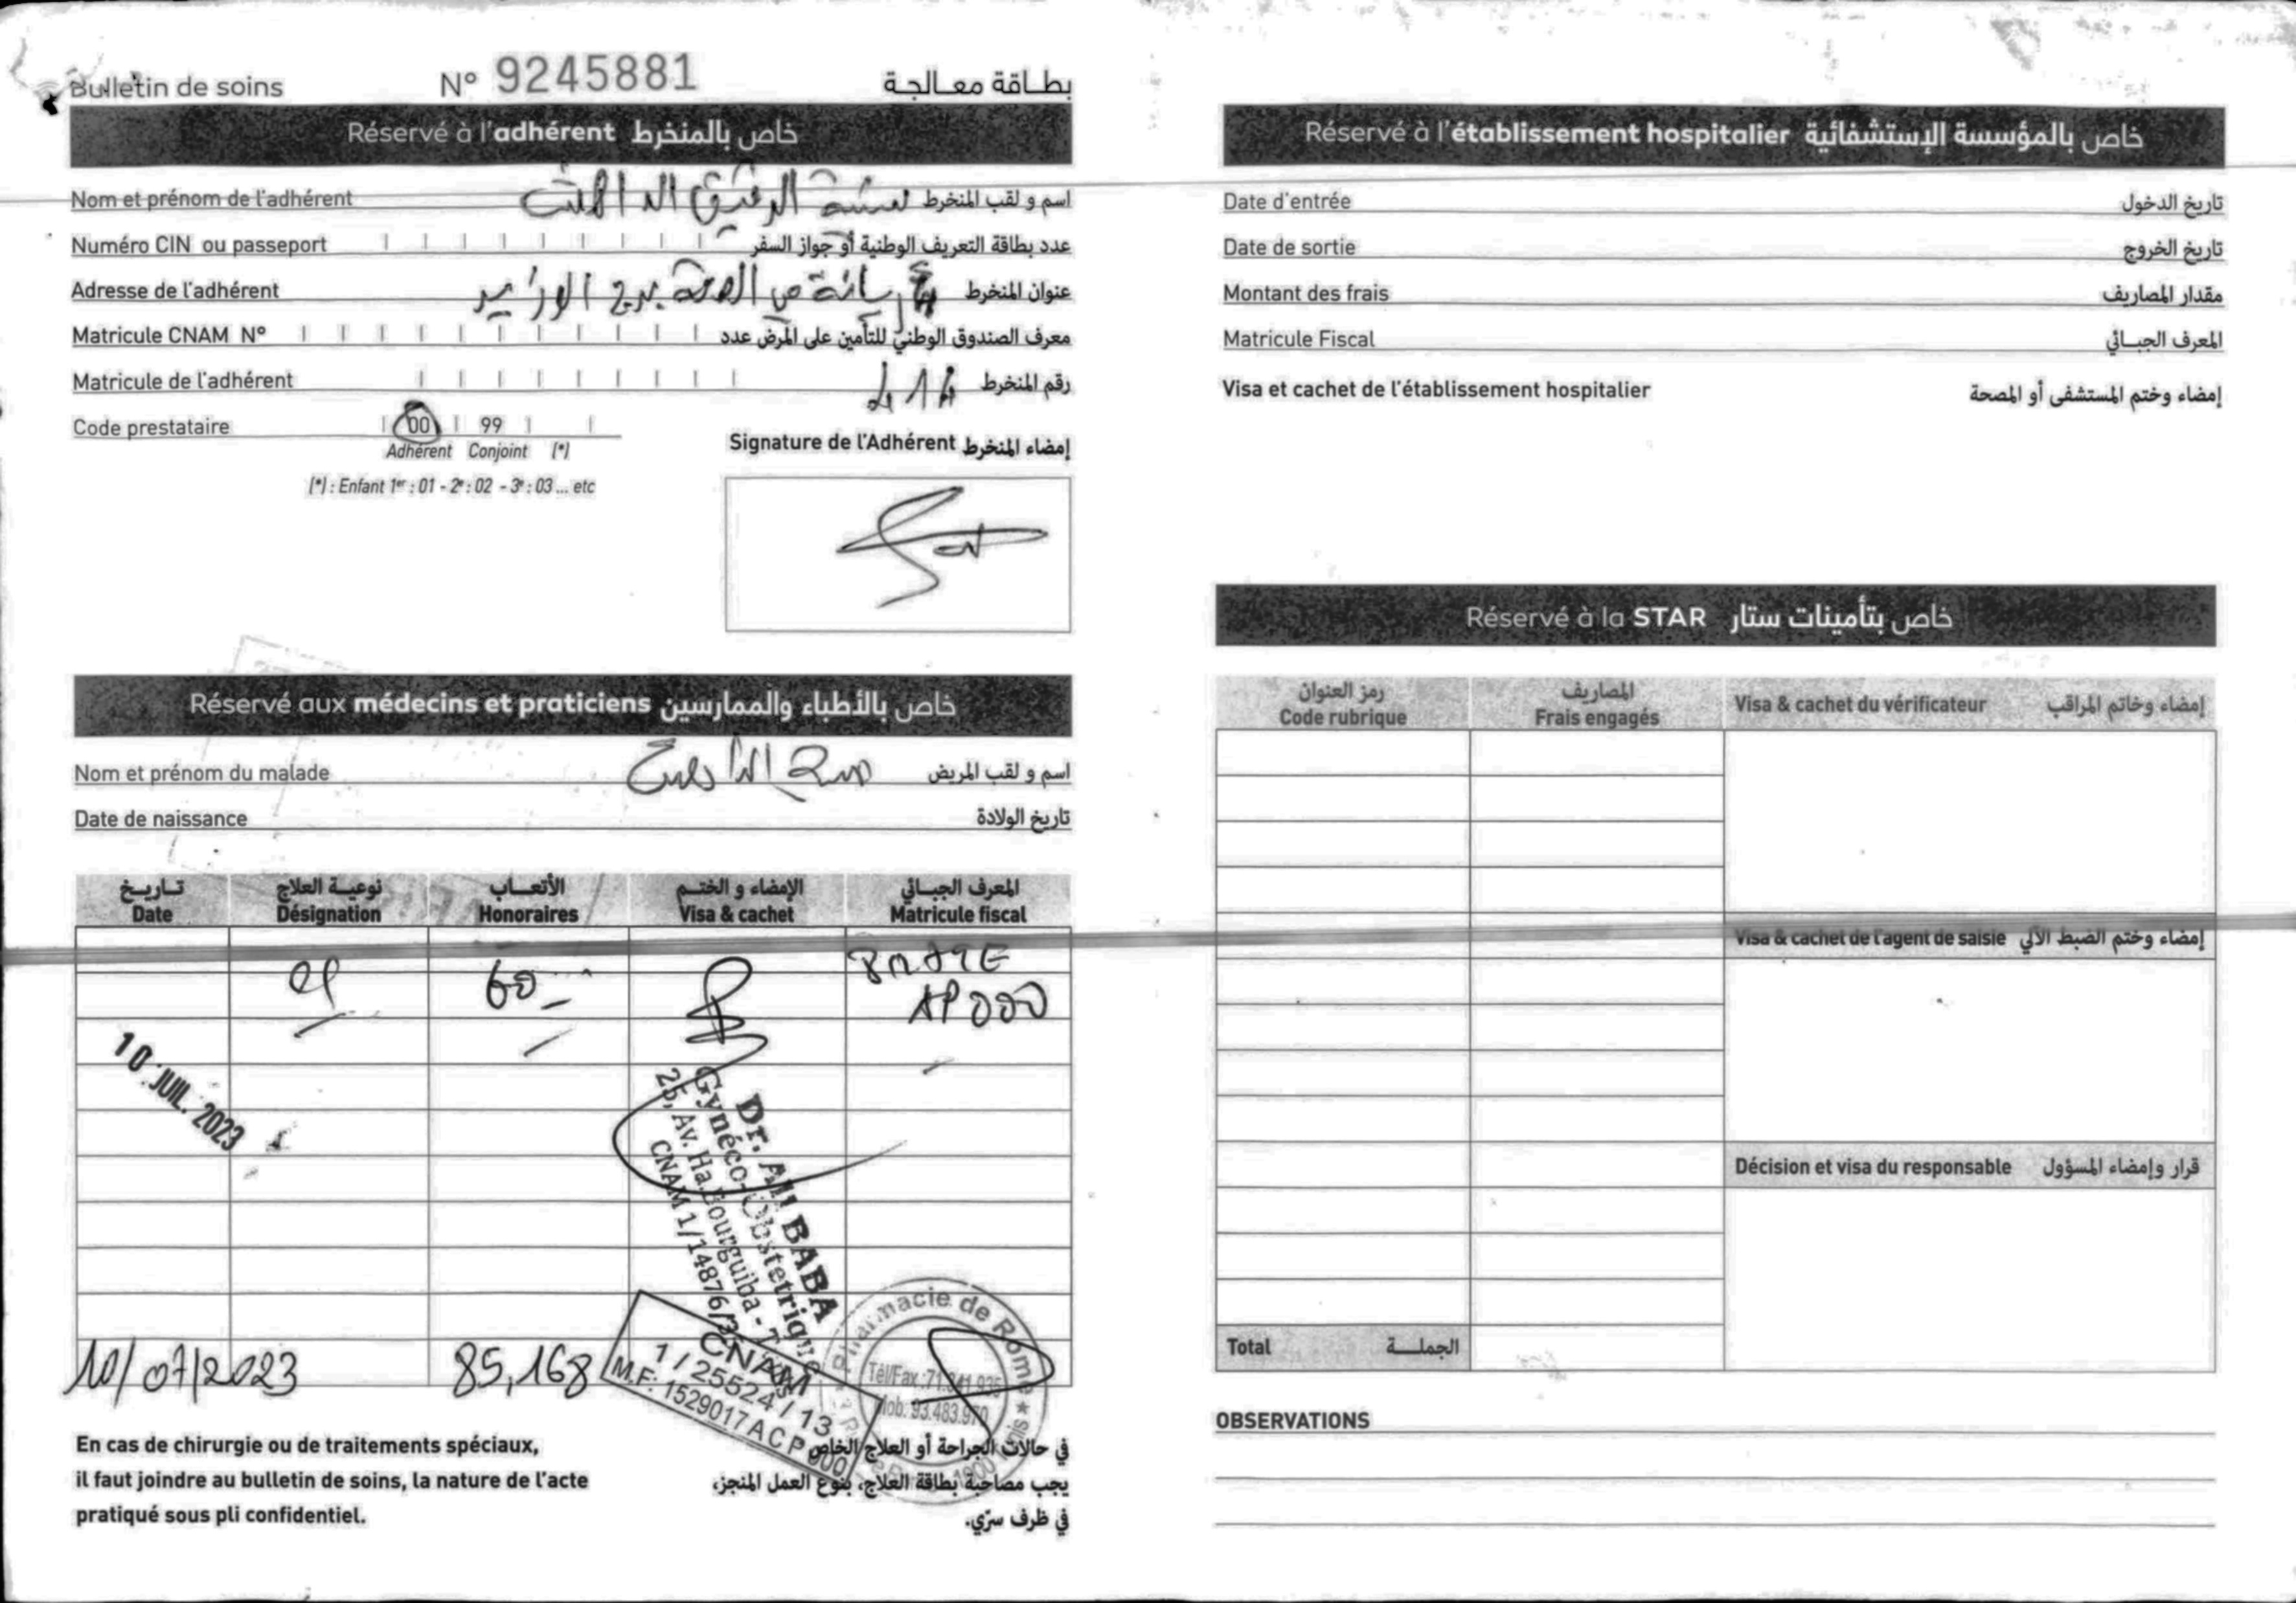 Bulletin de soins N° 9245881 بطاقة معالجة
Réservé à l'adhérent خاص بالمنخرط
Nom et prénom de l'adhérent اسم و لقب المنخرط
Numéro CIN ou passeport عدد بطاقة التعريف الوطنية أو جواز السفر
Adresse de l'adhérent عنوان المنخرط
Matricule CNAM N° معرف الصندوق الوطني للتأمين على المرض عدد
Matricule de l'adhérent رقم المنخرط
Code prestataire 00 99
Adhérent Conjoint (*)
(*) : Enfant 1er : 01 - 2e : 02 - 3e : 03 ... etc
Signature de l'Adhérent إمضاء المنخرط
Réservé aux médecins et praticiens خاص بالأطباء والممارسين
Nom et prénom du malade اسم و لقب المريض
Date de naissance تاريخ الولادة
تاريخ نوعية العلاج الأتعاب الإمضاء و الختم المعرف الجبائي
Date Désignation Honoraires Visa & cachet Matricule fiscal
60
AP000
10 JUIL. 2023
Dr. Ali BABA
Gynéco-Obstetrique
25, Av. Ha. Bourguiba -
CNAM 1/14876/
10/07/2023 85,168
CNAM
1 / 25524 / 13
M.F: 1529017 A C P 000
Pharmacie de Rome
Tél/Fax :71.341.935
Mob: 93.483.970
En cas de chirurgie ou de traitements spéciaux,
il faut joindre au bulletin de soins, la nature de l'acte
pratiqué sous pli confidentiel.
في حالات الجراحة أو العلاج الخاص
يجب مصاحبة بطاقة العلاج، بنوع العمل المنجز،
في ظرف سرّي.
Réservé à l'établissement hospitalier خاص بالمؤسسة الإستشفائية
Date d'entrée تاريخ الدخول
Date de sortie تاريخ الخروج
Montant des frais مقدار المصاريف
Matricule Fiscal المعرف الجبائي
Visa et cachet de l'établissement hospitalier إمضاء وختم المستشفى أو المصحة
Réservé à la STAR خاص بتأمينات ستار
رمز العنوان المصاريف
Code rubrique Frais engagés Visa & cachet du vérificateur إمضاء وخاتم المراقب
Visa & cachet de l'agent de saisie إمضاء وختم الضبط الآلي
Décision et visa du responsable قرار وإمضاء المسؤول
Total الجملة
OBSERVATIONS